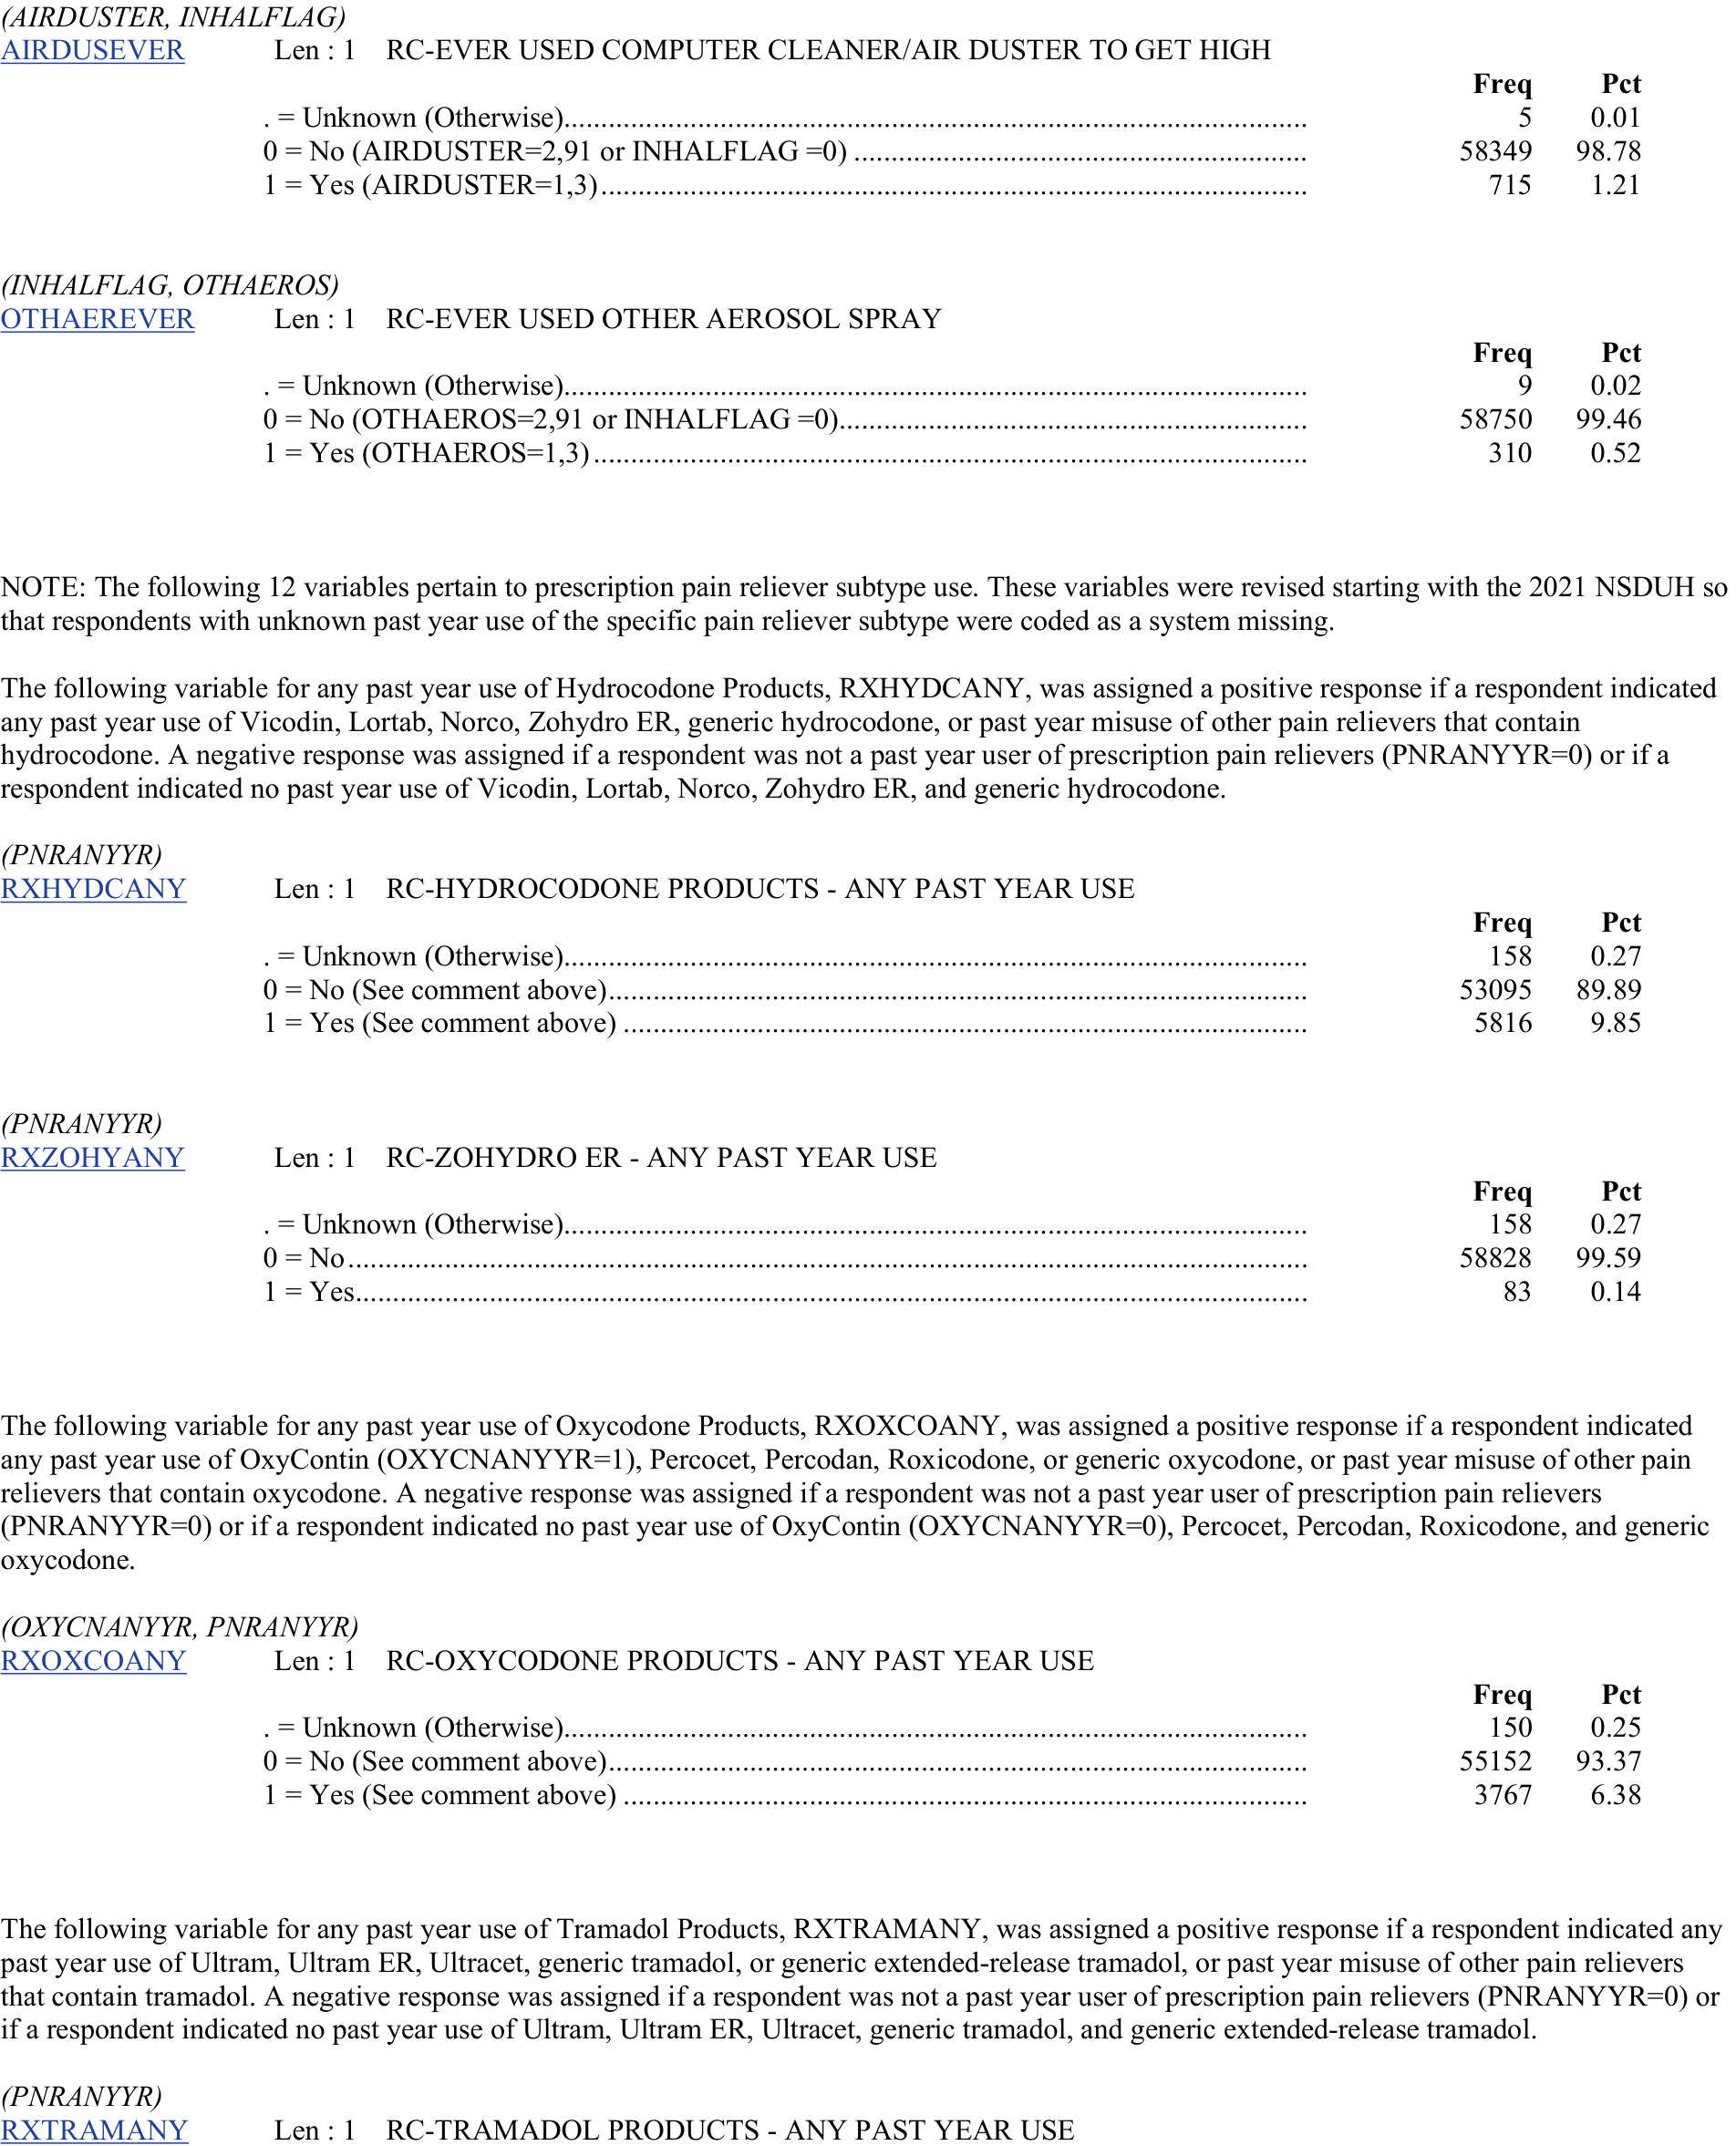 (AIRDUSTER, INHALFLAG)
AIRDUSEVER Len : 1 RC-EVER USED COMPUTER CLEANER/AIR DUSTER TO GET HIGH
Freq Pct
. = Unknown (Otherwise)................................................................ 5 0.01
0 = No (AIRDUSTER=2,91 or INHALFLAG =0) ................................................................ 58349 98.78
1 = Yes (AIRDUSTER=1,3)................................................................ 715 1.21
(INHALFLAG, OTHAEROS)
OTHAEREVER Len : 1 RC-EVER USED OTHER AEROSOL SPRAY
Freq Pct
. = Unknown (Otherwise)................................................................ 9 0.02
0 = No (OTHAEROS=2,91 or INHALFLAG =0)................................................................ 58750 99.46
1 = Yes (OTHAEROS=1,3)................................................................ 310 0.52
NOTE: The following 12 variables pertain to prescription pain reliever subtype use. These variables were revised starting with the 2021 NSDUH so
that respondents with unknown past year use of the specific pain reliever subtype were coded as a system missing.
The following variable for any past year use of Hydrocodone Products, RXHYDCANY, was assigned a positive response if a respondent indicated
any past year use of Vicodin, Lortab, Norco, Zohydro ER, generic hydrocodone, or past year misuse of other pain relievers that contain
hydrocodone. A negative response was assigned if a respondent was not a past year user of prescription pain relievers (PNRANYYR=0) or if a
respondent indicated no past year use of Vicodin, Lortab, Norco, Zohydro ER, and generic hydrocodone.
(PNRANYYR)
RXHYDCANY Len : 1 RC-HYDROCODONE PRODUCTS - ANY PAST YEAR USE
Freq Pct
. = Unknown (Otherwise)................................................................ 158 0.27
0 = No (See comment above)................................................................ 53095 89.89
1 = Yes (See comment above) ................................................................ 5816 9.85
(PNRANYYR)
RXZOHYANY Len : 1 RC-ZOHYDRO ER - ANY PAST YEAR USE
Freq Pct
. = Unknown (Otherwise)................................................................ 158 0.27
0 = No................................................................ 58828 99.59
1 = Yes................................................................ 83 0.14
The following variable for any past year use of Oxycodone Products, RXOXCOANY, was assigned a positive response if a respondent indicated
any past year use of OxyContin (OXYCNANYYR=1), Percocet, Percodan, Roxicodone, or generic oxycodone, or past year misuse of other pain
relievers that contain oxycodone. A negative response was assigned if a respondent was not a past year user of prescription pain relievers
(PNRANYYR=0) or if a respondent indicated no past year use of OxyContin (OXYCNANYYR=0), Percocet, Percodan, Roxicodone, and generic
oxycodone.
(OXYCNANYYR, PNRANYYR)
RXOXCOANY Len : 1 RC-OXYCODONE PRODUCTS - ANY PAST YEAR USE
Freq Pct
. = Unknown (Otherwise)................................................................ 150 0.25
0 = No (See comment above)................................................................ 55152 93.37
1 = Yes (See comment above) ................................................................ 3767 6.38
The following variable for any past year use of Tramadol Products, RXTRAMANY, was assigned a positive response if a respondent indicated any
past year use of Ultram, Ultram ER, Ultracet, generic tramadol, or generic extended-release tramadol, or past year misuse of other pain relievers
that contain tramadol. A negative response was assigned if a respondent was not a past year user of prescription pain relievers (PNRANYYR=0) or
if a respondent indicated no past year use of Ultram, Ultram ER, Ultracet, generic tramadol, and generic extended-release tramadol.
(PNRANYYR)
RXTRAMANY Len : 1 RC-TRAMADOL PRODUCTS - ANY PAST YEAR USE